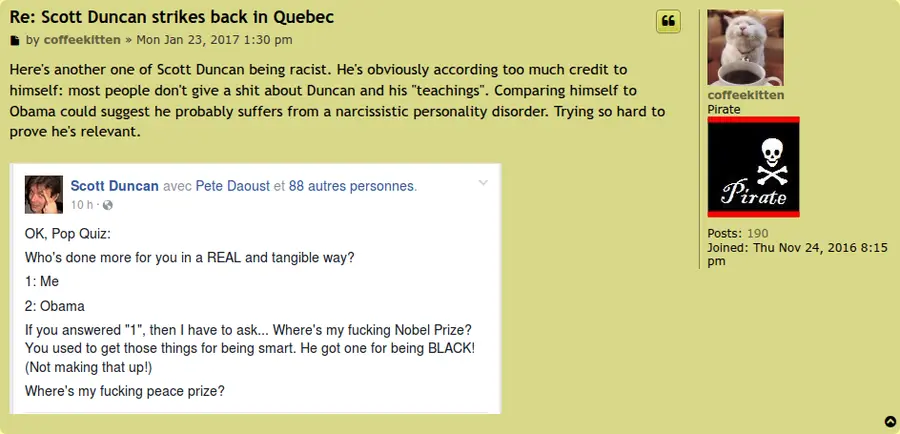 Re: Scott Duncan strikes back in Quebec
by coffeekitten » Mon Jan 23, 2017 1:30 pm
Here's another one of Scott Duncan being racist. He's obviously according too much credit to
himself: most people don't give a shit about Duncan and his "teachings". Comparing himself to
Obama could suggest he probably suffers from a narcissistic personality disorder. Trying so hard to
prove he's relevant.
Scott Duncan avec Pete Daoust et 88 autres personnes.
10 h ·
OK, Pop Quiz:
Who's done more for you in a REAL and tangible way?
1: Me
2: Obama
If you answered "1", then I have to ask... Where's my fucking Nobel Prize?
You used to get those things for being smart. He got one for being BLACK!
(Not making that up!)
Where's my fucking peace prize?
coffeekitten
Pirate
Pirate
Posts: 190
Joined: Thu Nov 24, 2016 8:15
pm